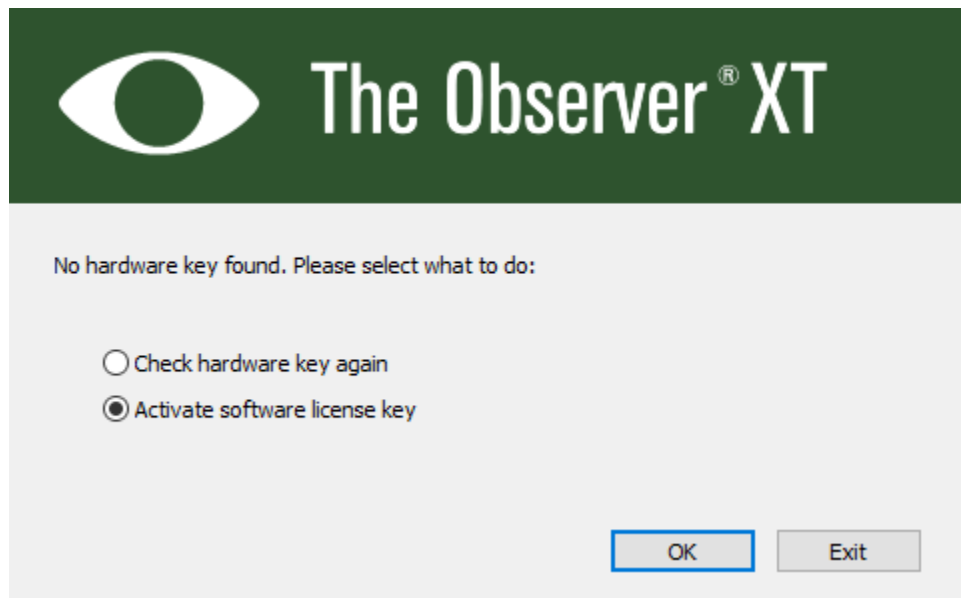 The Observer® XT
No hardware key found. Please select what to do:
Check hardware key again
Activate software license key
OK Exit